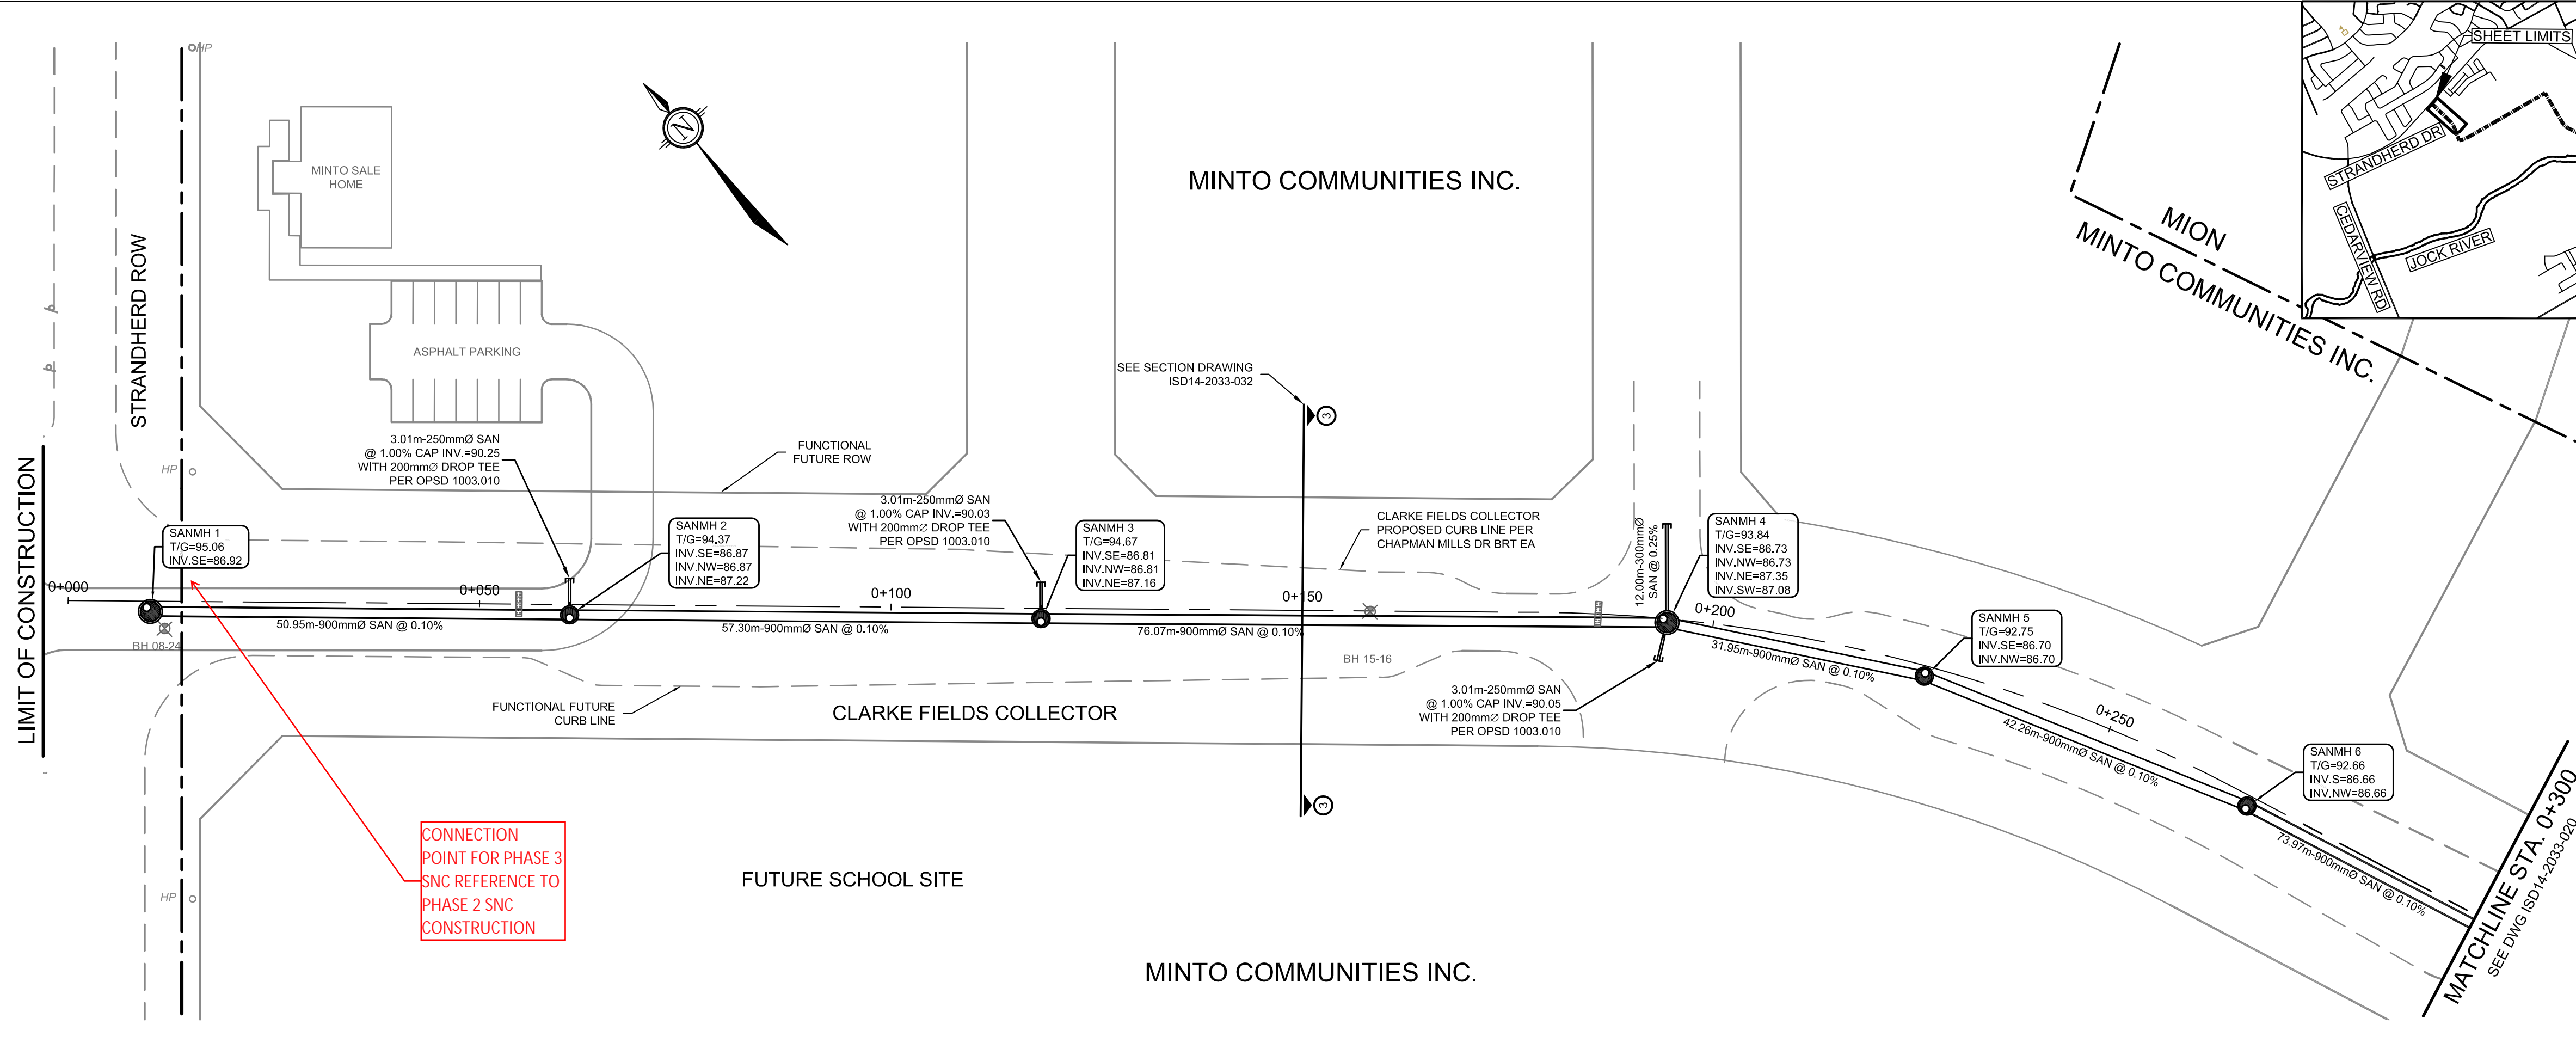 HP
SHEET LIMITS
STRANDHERD DR
CEDARVIEW RD
JOCK RIVER
N
MINTO SALE
HOME
MINTO COMMUNITIES INC.
MION
MINTO COMMUNITIES INC.
STRANDHERD ROW
ASPHALT PARKING
SEE SECTION DRAWING
ISD14-2033-032
3
3.01m-250mmØ SAN
@ 1.00% CAP INV.=90.25
WITH 200mmØ DROP TEE
PER OPSD 1003.010
FUNCTIONAL
FUTURE ROW
HP
LIMIT OF CONSTRUCTION
3.01m-250mmØ SAN
@ 1.00% CAP INV.=90.03
WITH 200mmØ DROP TEE
PER OPSD 1003.010
CLARKE FIELDS COLLECTOR
PROPOSED CURB LINE PER
CHAPMAN MILLS DR BRT EA
12.00m-300mmØ
SAN @ 0.25%
SANMH 1
T/G=95.06
INV.SE=86.92
SANMH 2
T/G=94.37
INV.SE=86.87
INV.NW=86.87
INV.NE=87.22
SANMH 3
T/G=94.67
INV.SE=86.81
INV.NW=86.81
INV.NE=87.16
SANMH 4
T/G=93.84
INV.SE=86.73
INV.NW=86.73
INV.NE=87.35
INV.SW=87.08
SANMH 5
T/G=92.75
INV.SE=86.70
INV.NW=86.70
SANMH 6
T/G=92.66
INV.S=86.66
INV.NW=86.66
0+000
0+050
0+100
0+150
0+200
0+250
50.95m-900mmØ SAN @ 0.10%
57.30m-900mmØ SAN @ 0.10%
76.07m-900mmØ SAN @ 0.10%
31.95m-900mmØ SAN @ 0.10%
42.26m-900mmØ SAN @ 0.10%
73.97m-900mmØ SAN @ 0.10%
BH 08-24
BH 15-16
FUNCTIONAL FUTURE
CURB LINE
CLARKE FIELDS COLLECTOR
3.01m-250mmØ SAN
@ 1.00% CAP INV.=90.05
WITH 200mmØ DROP TEE
PER OPSD 1003.010
3
CONNECTION
POINT FOR PHASE 3
SNC REFERENCE TO
PHASE 2 SNC
CONSTRUCTION
HP
FUTURE SCHOOL SITE
MINTO COMMUNITIES INC.
MATCHLINE STA. 0+300
SEE DWG ISD14-2033-020